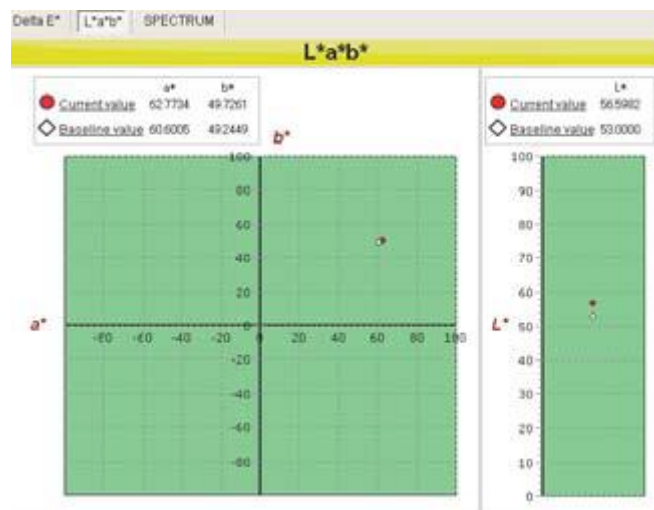 Delta E* L*a*b* SPECTRUM
L*a*b*
a* b*
Current value 62.7734 49.7261
Baseline value 60.6005 49.2449
b*
100
80
60
40
20
a* 0
-80 -60 -40 -20 0 20 40 60 80 100
-20
-40
-60
-80
L*
Current value 56.5982
Baseline value 53.0000
100
90
80
70
60
L* 50
40
30
20
10
0